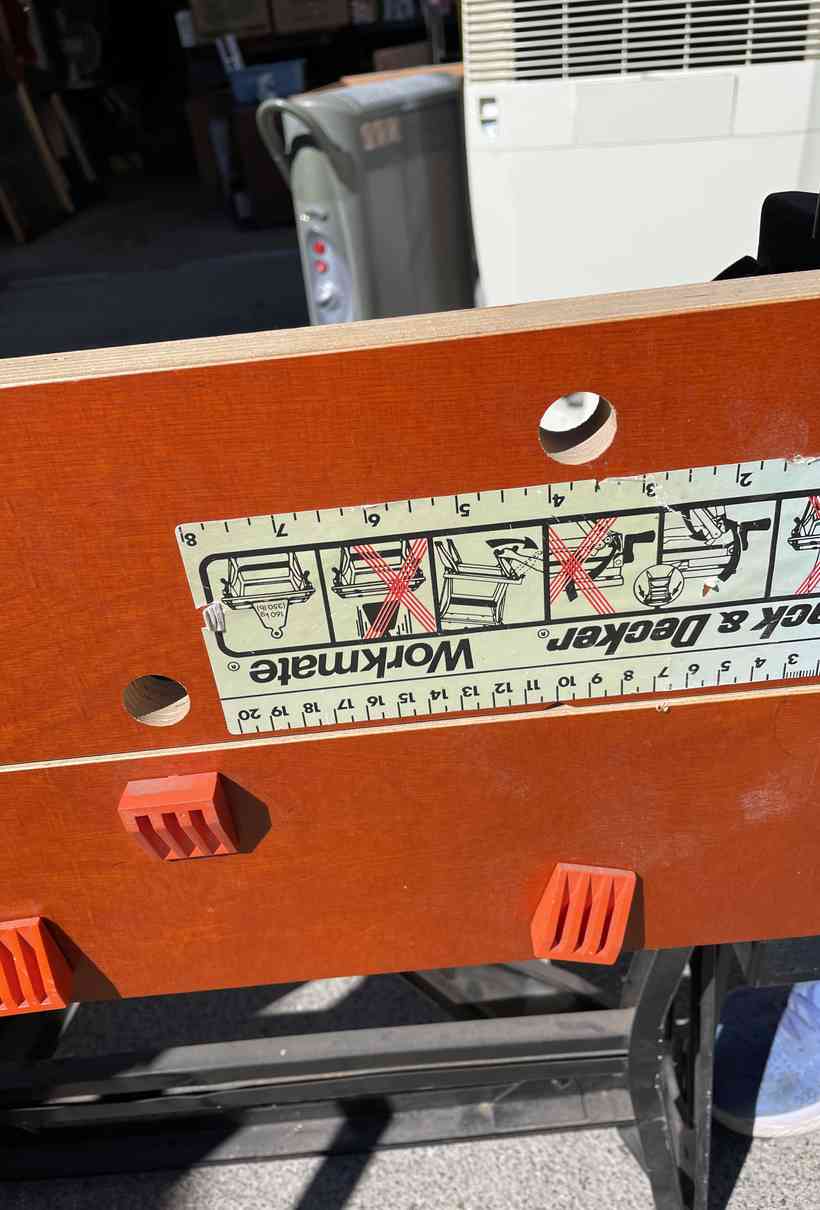 3 4 5 6 7 8 9 10 11 12 13 14 15 16 17 18 19 20
ack & Decker® Workmate®
160 kg
(350 lb)
2 3 4 5 6 7 8